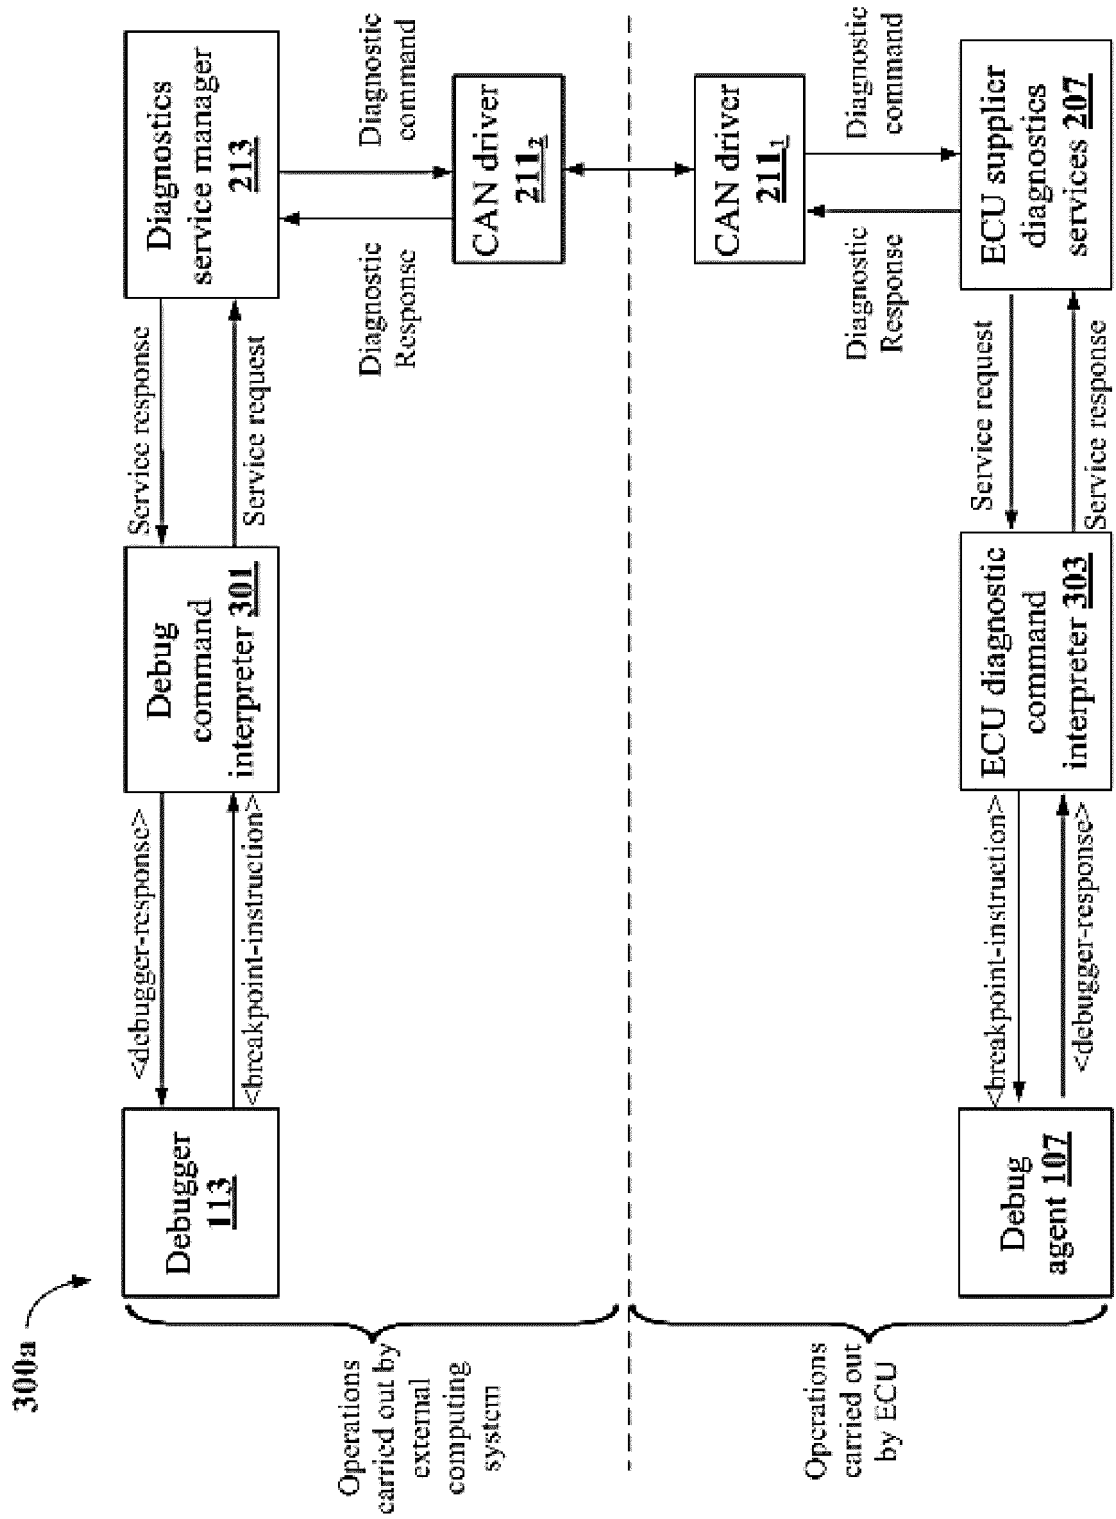 300a
Operations
carried out by
external
computing
system
Debugger
113
<debugger-response>
<breakpoint-instruction>
Debug
command
interpreter 301
Service response
Service request
Diagnostics
service manager
213
Diagnostic
Response
Diagnostic
command
CAN driver
211₂
Operations
carried out
by ECU
Debug
agent 107
<breakpoint-instruction>
<debugger-response>
ECU diagnostic
command
interpreter 303
Service request
Service response
CAN driver
211₁
Diagnostic
Response
Diagnostic
command
ECU supplier
diagnostics
services 207